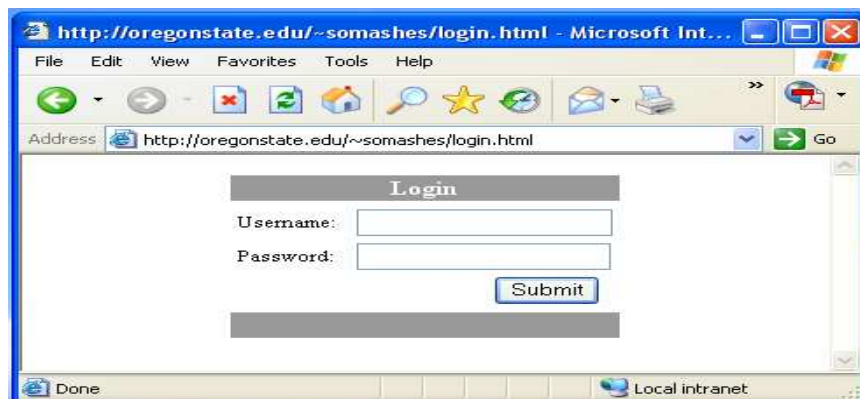 http://oregonstate.edu/~somashes/login.html - Microsoft Int...
File Edit View Favorites Tools Help
»
Address http://oregonstate.edu/~somashes/login.html Go
Login
Username:
Password:
Submit
Done Local intranet